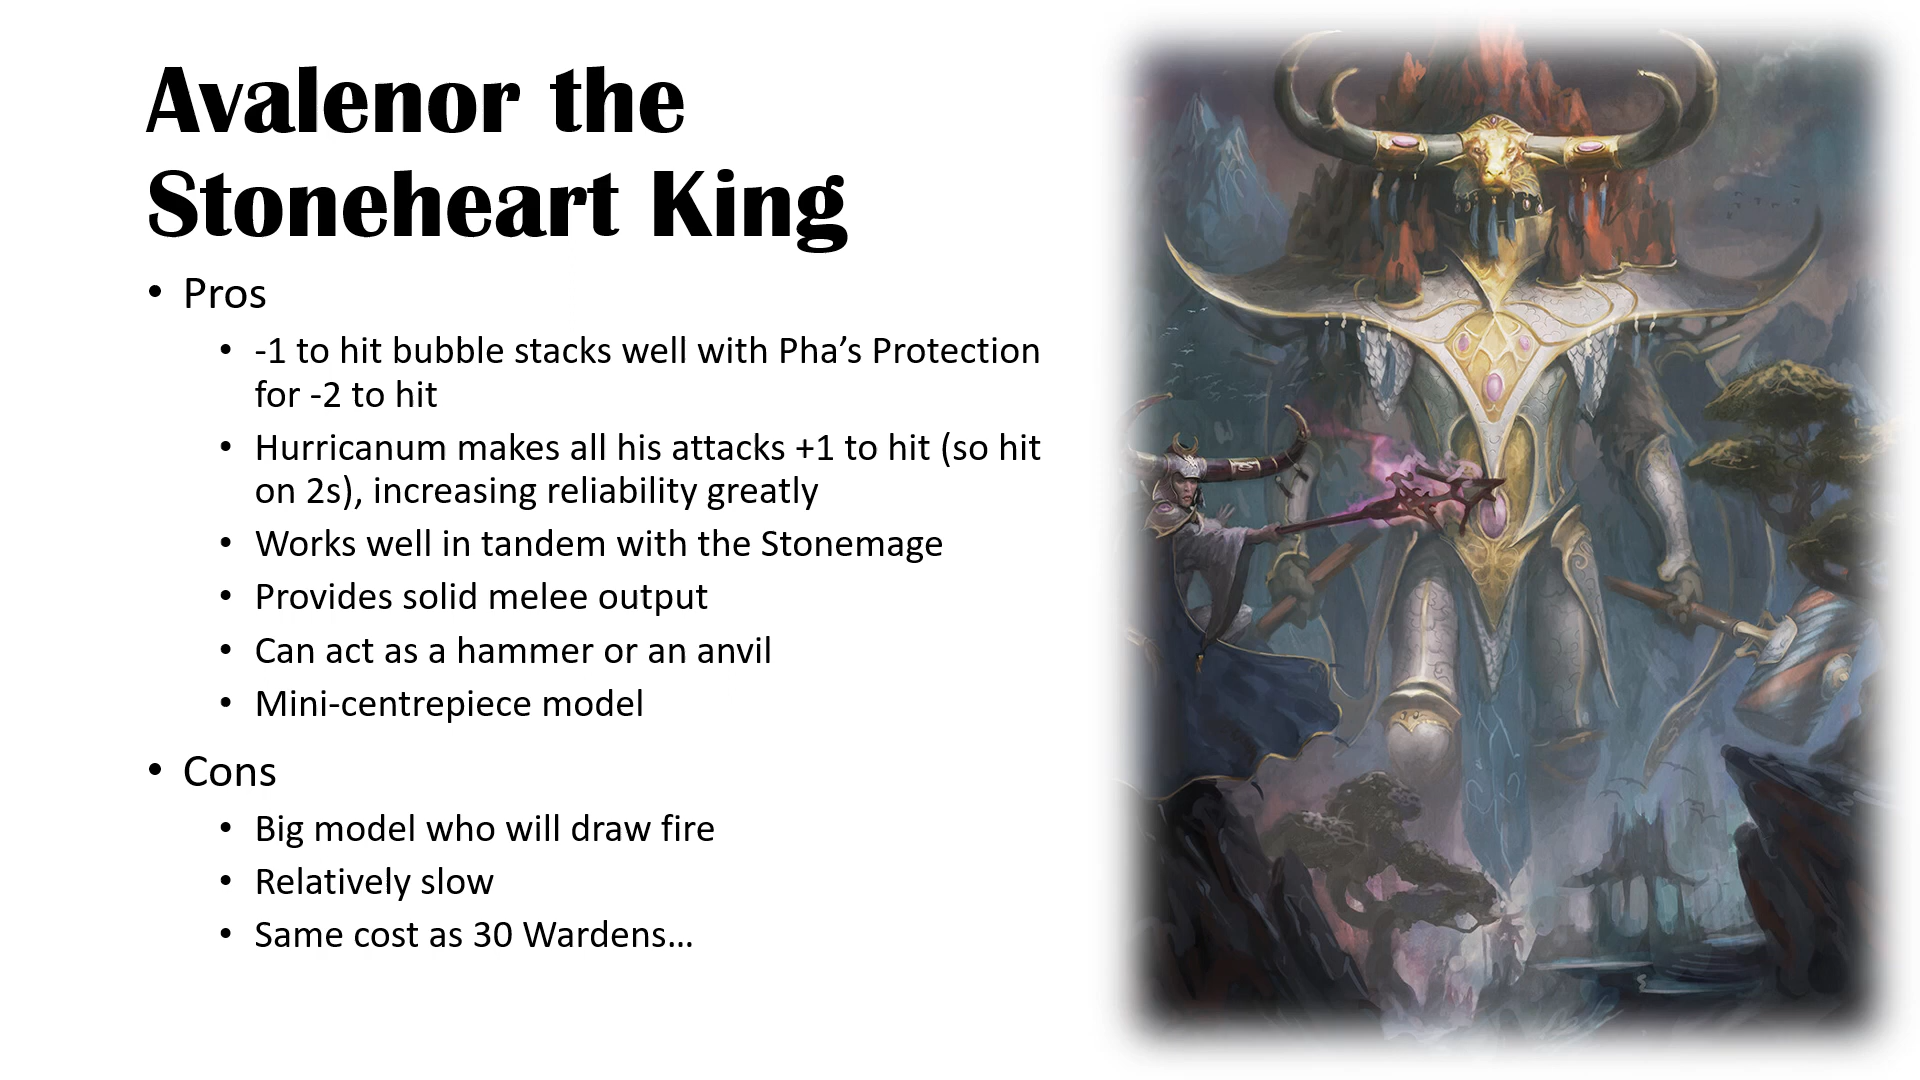 Avalenor the
Stoneheart King
• Pros
• -1 to hit bubble stacks well with Pha’s Protection
for -2 to hit
• Hurricanum makes all his attacks +1 to hit (so hit
on 2s), increasing reliability greatly
• Works well in tandem with the Stonemage
• Provides solid melee output
• Can act as a hammer or an anvil
• Mini-centrepiece model
• Cons
• Big model who will draw fire
• Relatively slow
• Same cost as 30 Wardens…